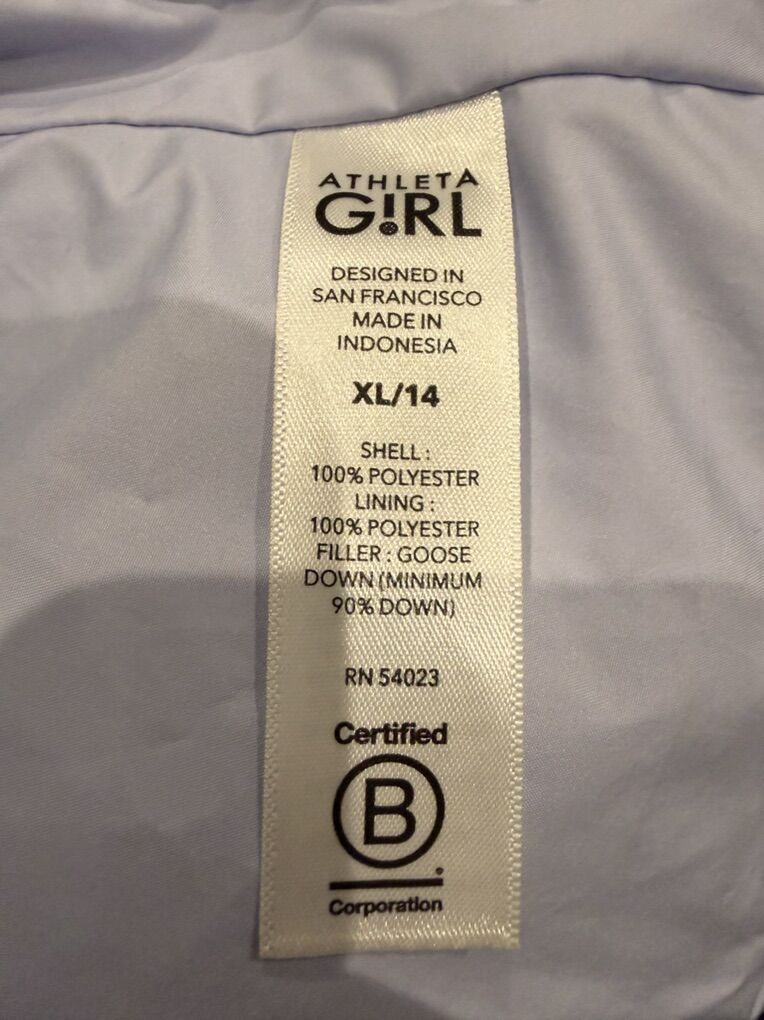 ATHLETA
G!RL
DESIGNED IN
SAN FRANCISCO
MADE IN
INDONESIA
XL/14
SHELL :
100% POLYESTER
LINING :
100% POLYESTER
FILLER : GOOSE
DOWN (MINIMUM
90% DOWN)
RN 54023
Certified
B
Corporation